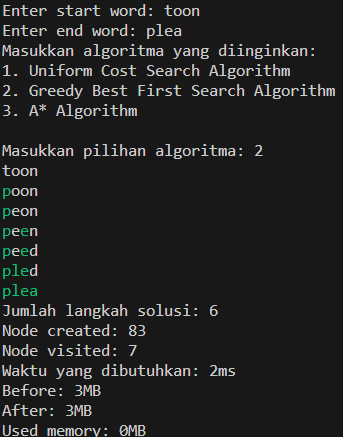 Enter start word: toon
Enter end word: plea
Masukkan algoritma yang diinginkan:
1. Uniform Cost Search Algorithm
2. Greedy Best First Search Algorithm
3. A* Algorithm
Masukkan pilihan algoritma: 2
toon
poon
peon
peen
peed
pled
plea
Jumlah langkah solusi: 6
Node created: 83
Node visited: 7
Waktu yang dibutuhkan: 2ms
Before: 3MB
After: 3MB
Used memory: 0MB